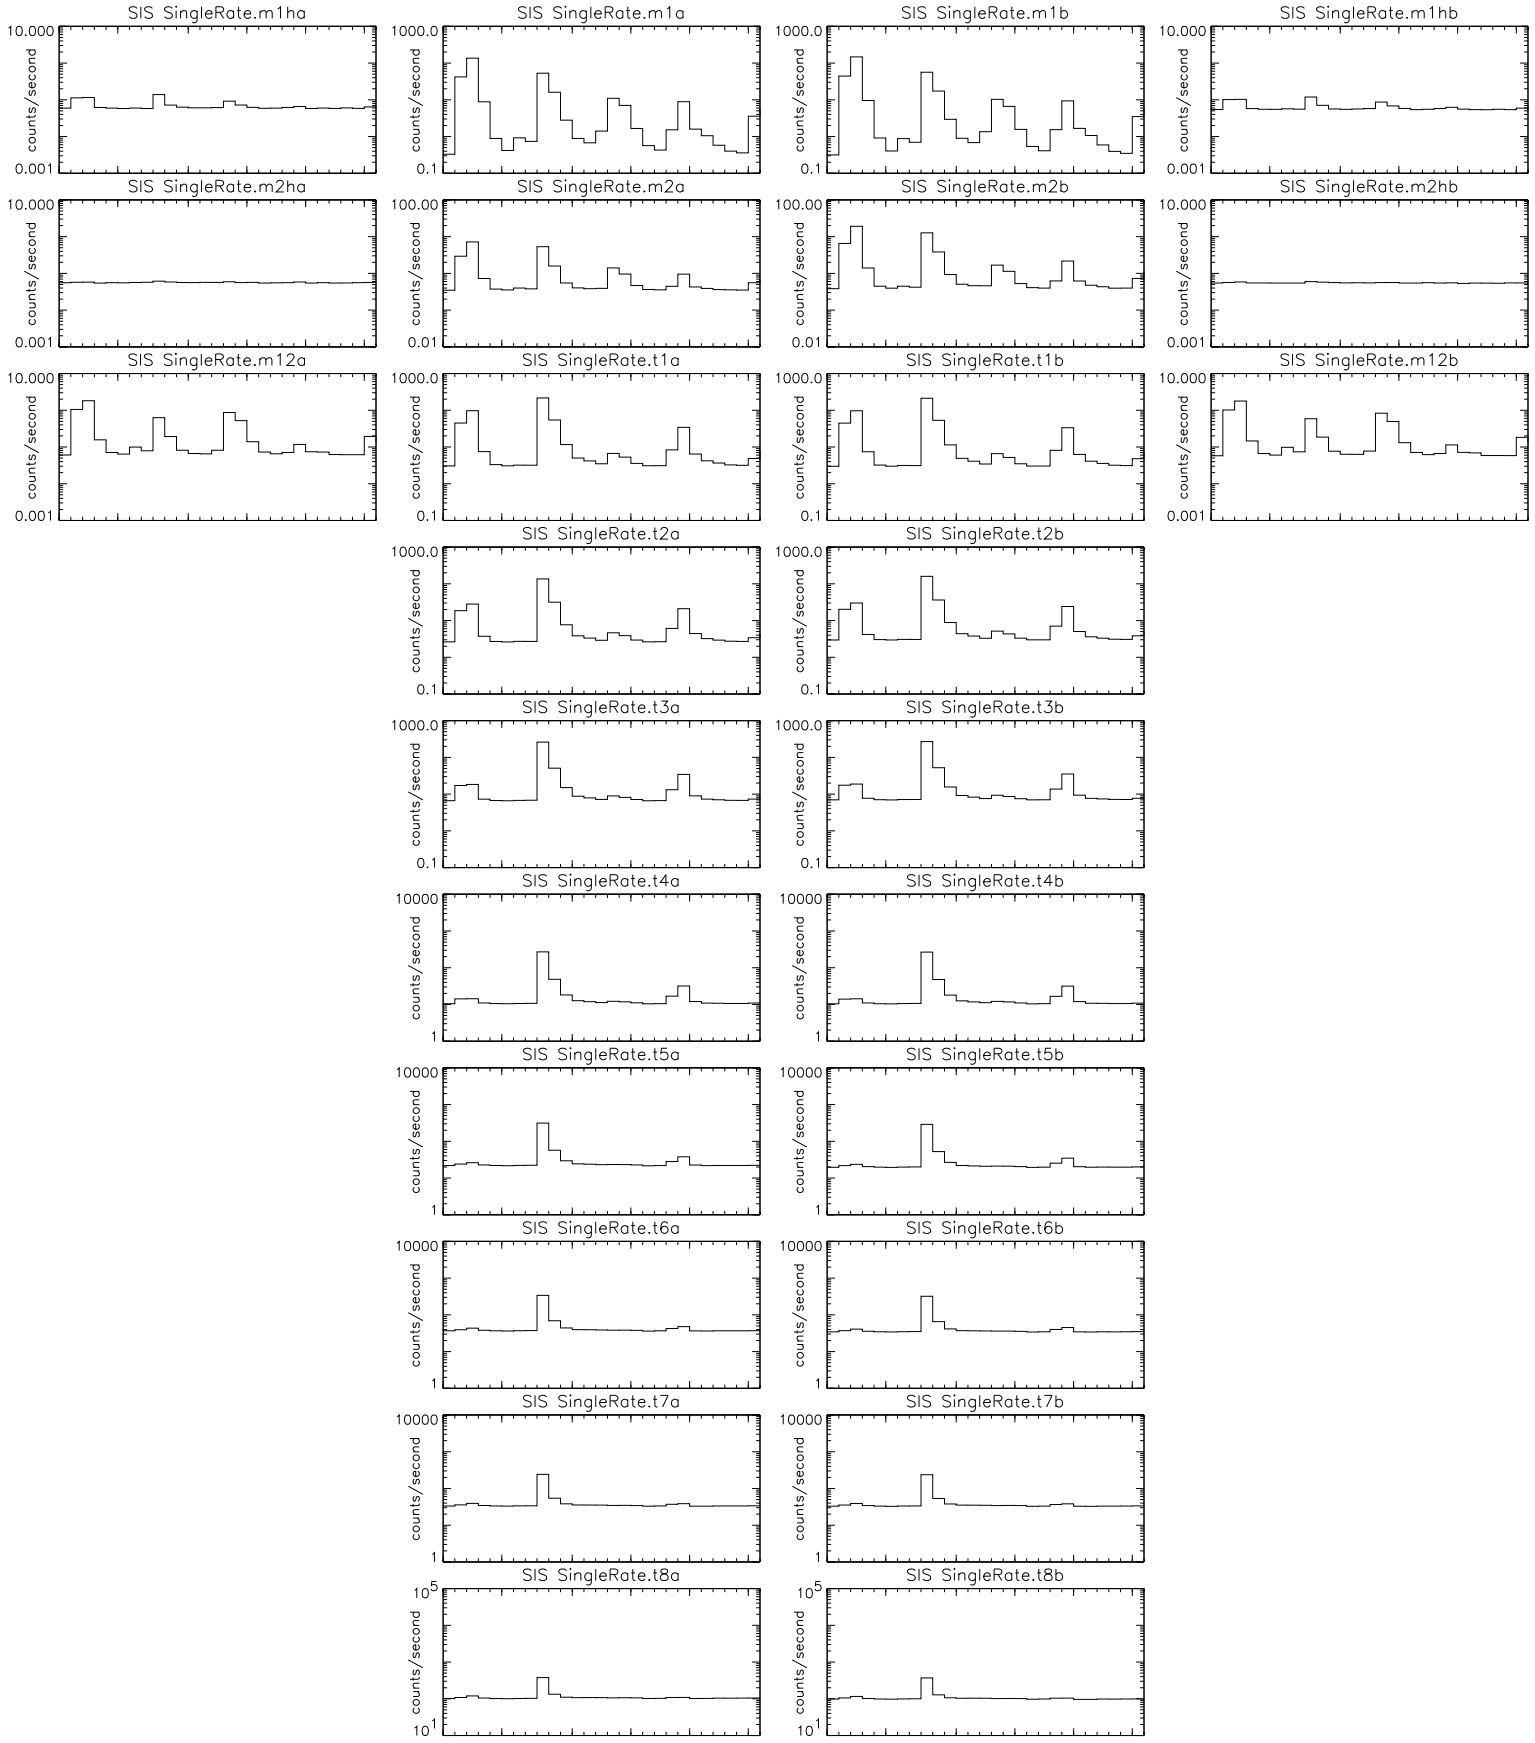 SIS SingleRate.m1ha
10.000
counts/second
0.001
SIS SingleRate.m1a
1000.0
counts/second
0.1
SIS SingleRate.m1b
1000.0
counts/second
0.1
SIS SingleRate.m1hb
10.000
counts/second
0.001
SIS SingleRate.m2ha
10.000
counts/second
0.001
SIS SingleRate.m2a
100.00
counts/second
0.01
SIS SingleRate.m2b
100.00
counts/second
0.01
SIS SingleRate.m2hb
10.000
counts/second
0.001
SIS SingleRate.m12a
10.000
counts/second
0.001
SIS SingleRate.t1a
1000.0
counts/second
0.1
SIS SingleRate.t1b
1000.0
counts/second
0.1
SIS SingleRate.m12b
10.000
counts/second
0.001
SIS SingleRate.t2a
1000.0
counts/second
0.1
SIS SingleRate.t2b
1000.0
counts/second
0.1
SIS SingleRate.t3a
1000.0
counts/second
0.1
SIS SingleRate.t3b
1000.0
counts/second
0.1
SIS SingleRate.t4a
10000
counts/second
1
SIS SingleRate.t4b
10000
counts/second
1
SIS SingleRate.t5a
10000
counts/second
1
SIS SingleRate.t5b
10000
counts/second
1
SIS SingleRate.t6a
10000
counts/second
1
SIS SingleRate.t6b
10000
counts/second
1
SIS SingleRate.t7a
10000
counts/second
1
SIS SingleRate.t7b
10000
counts/second
1
SIS SingleRate.t8a
10⁵
counts/second
10¹
SIS SingleRate.t8b
10⁵
counts/second
10¹